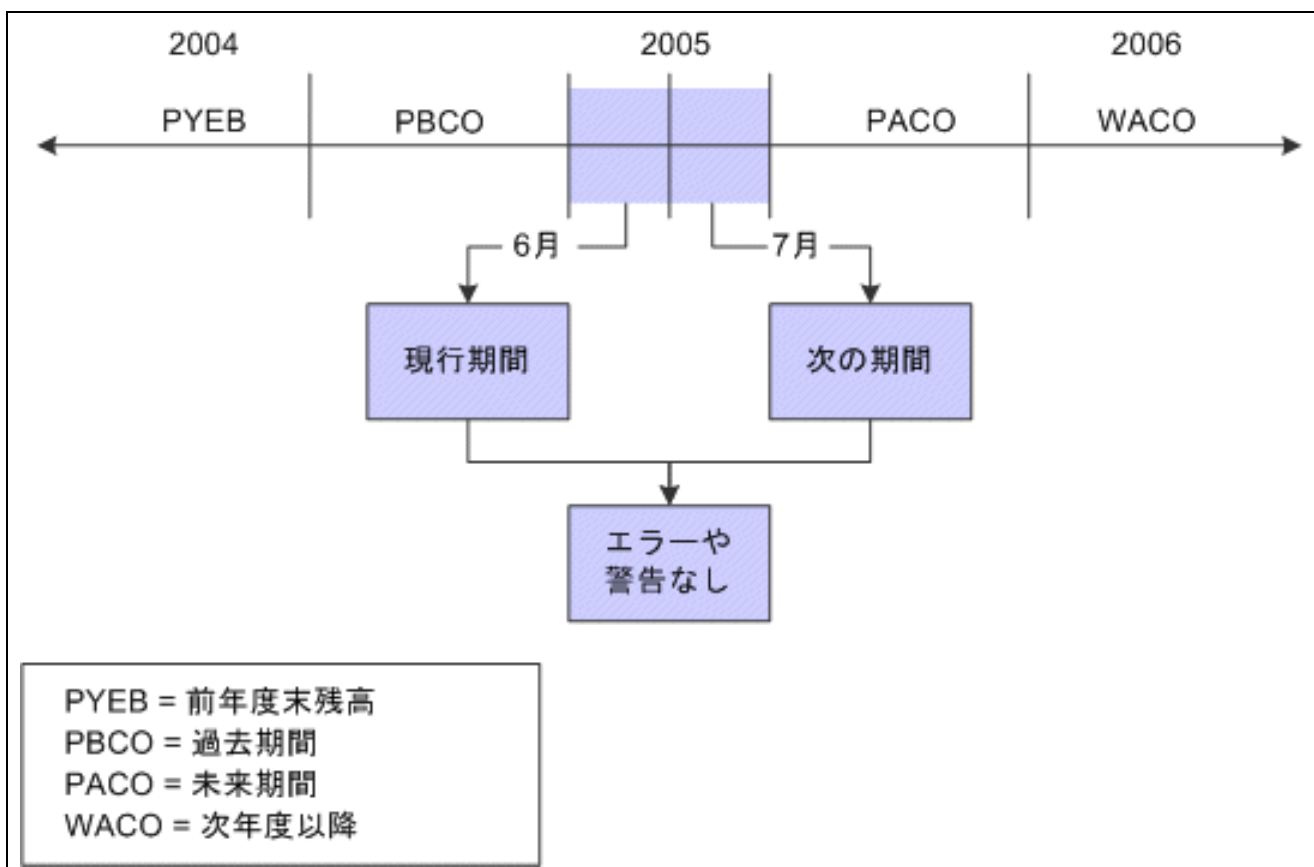 2004
2005
2006
PYEB
PBCO
PACO
WACO
6月
7月
現行期間
次の期間
エラーや
警告なし
PYEB = 前年度末残高
PBCO = 過去期間
PACO = 未来期間
WACO = 次年度以降